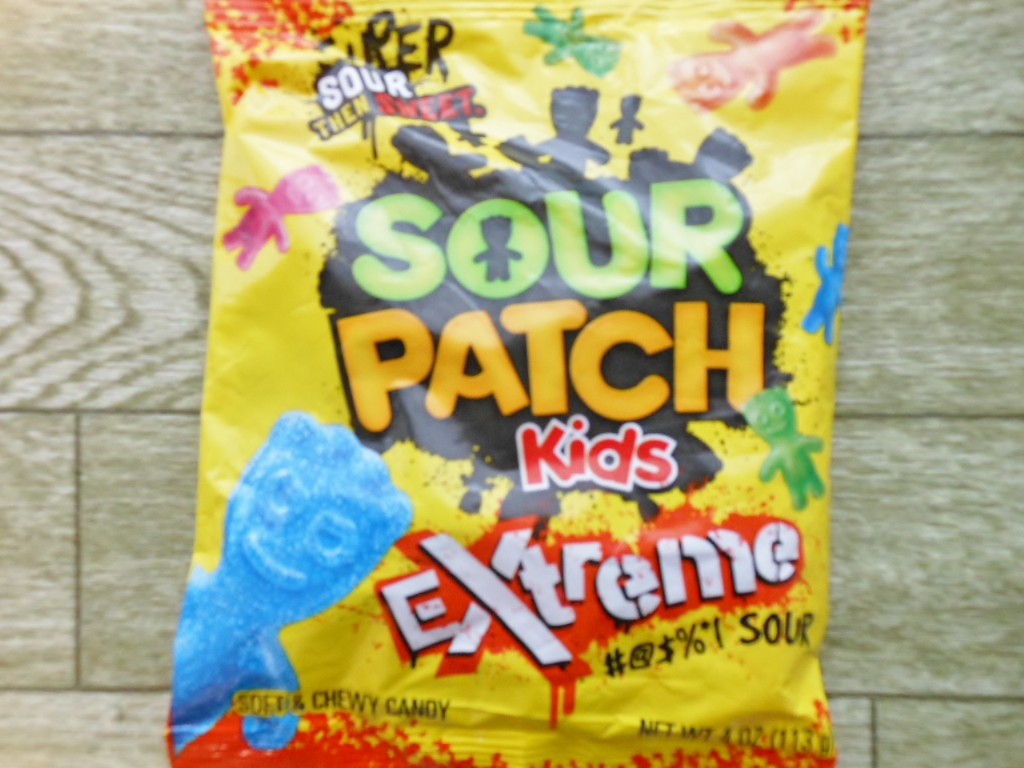 SOUR
THEN SWEET.
SOUR
PATCH
Kids
Extreme
#@$%*! SOUR
SOFT & CHEWY CANDY
NET WT 4 OZ (113 g)